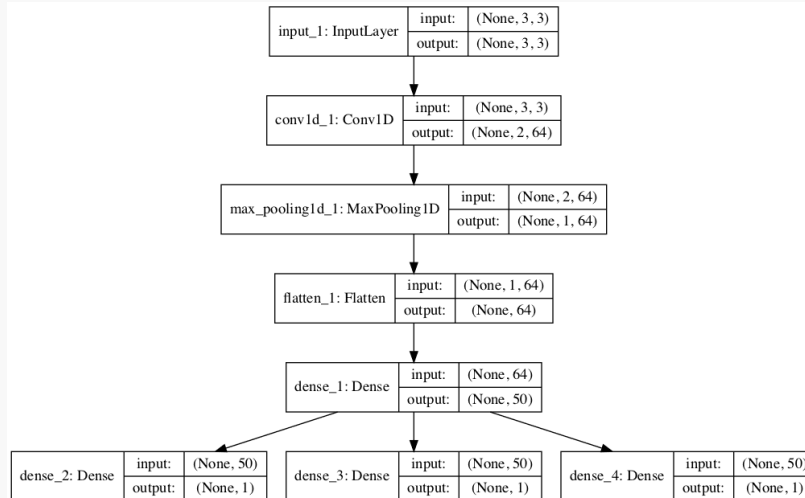 input_1: InputLayer
input: (None, 3, 3)
output: (None, 3, 3)
conv1d_1: Conv1D
input: (None, 3, 3)
output: (None, 2, 64)
max_pooling1d_1: MaxPooling1D
input: (None, 2, 64)
output: (None, 1, 64)
flatten_1: Flatten
input: (None, 1, 64)
output: (None, 64)
dense_1: Dense
input: (None, 64)
output: (None, 50)
dense_2: Dense
input: (None, 50)
output: (None, 1)
dense_3: Dense
input: (None, 50)
output: (None, 1)
dense_4: Dense
input: (None, 50)
output: (None, 1)